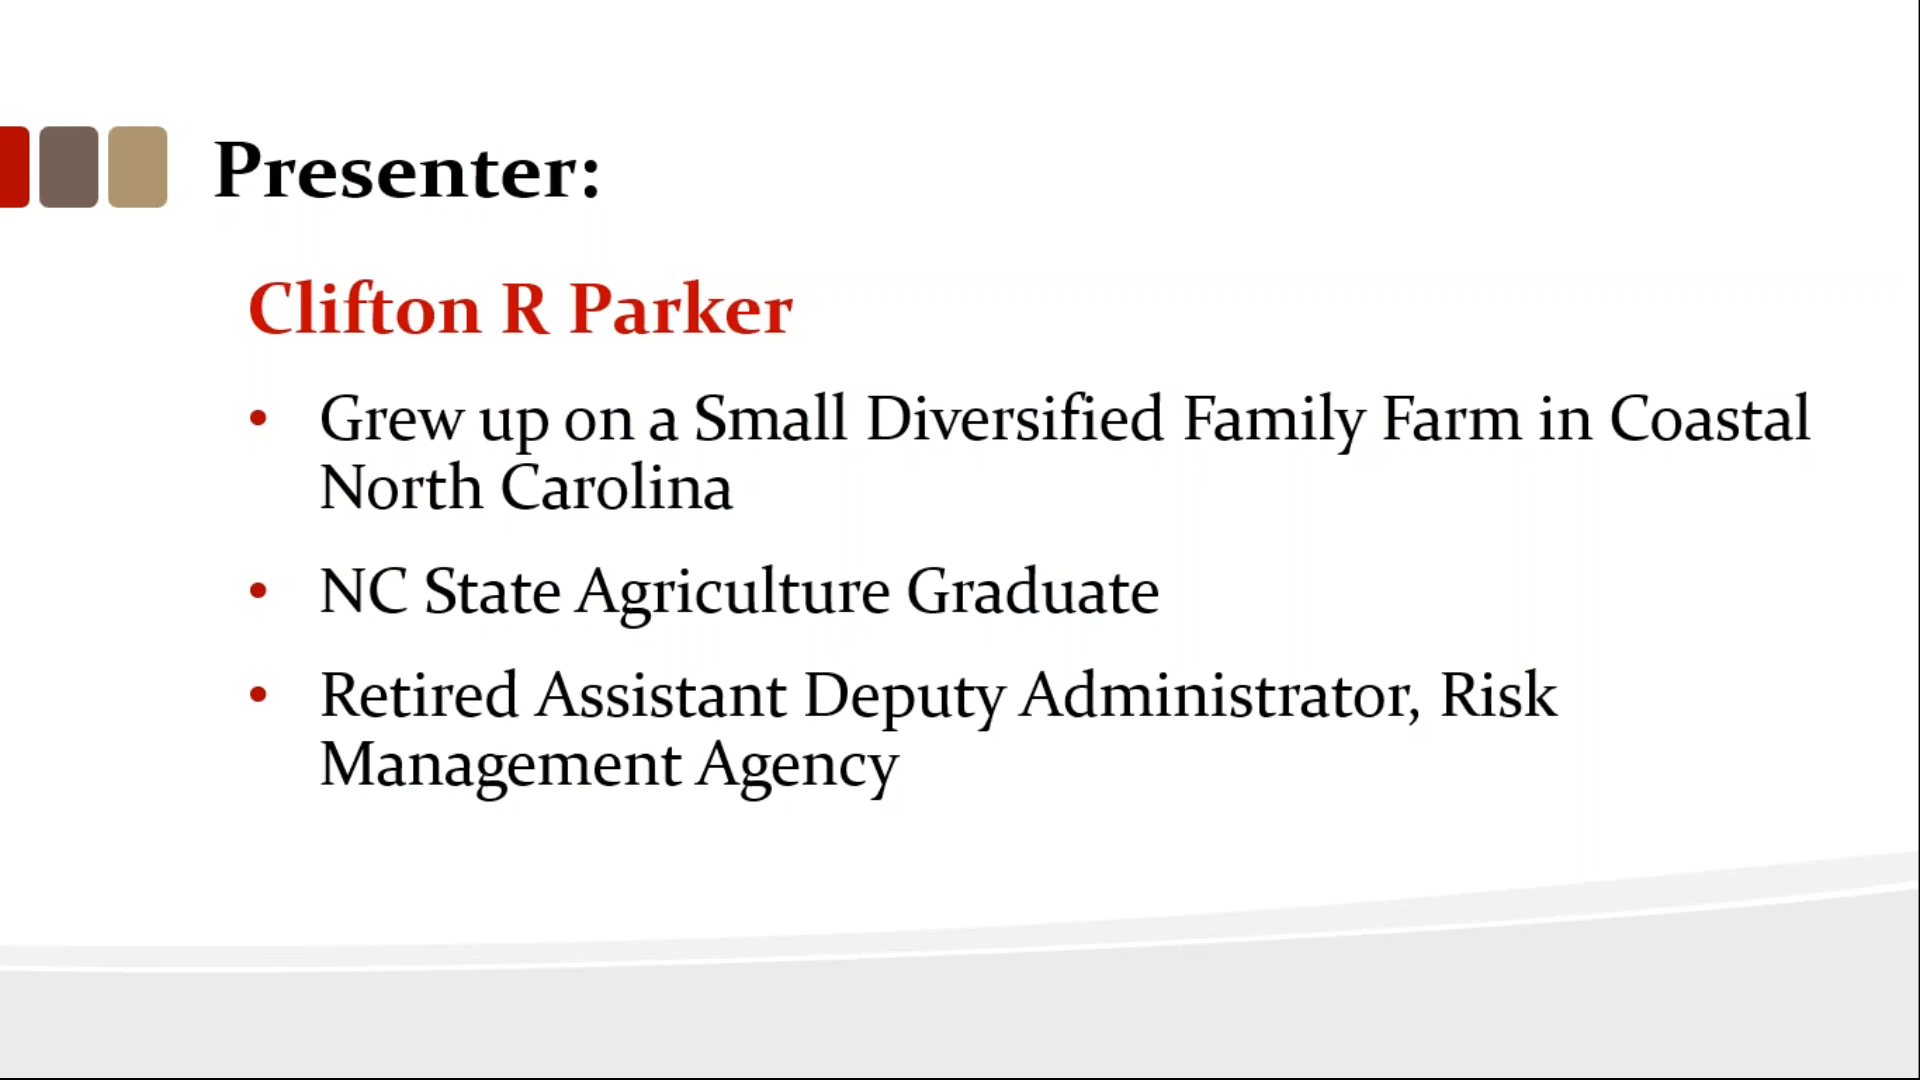 Presenter:
Clifton R Parker
• Grew up on a Small Diversified Family Farm in Coastal
North Carolina
• NC State Agriculture Graduate
• Retired Assistant Deputy Administrator, Risk
Management Agency